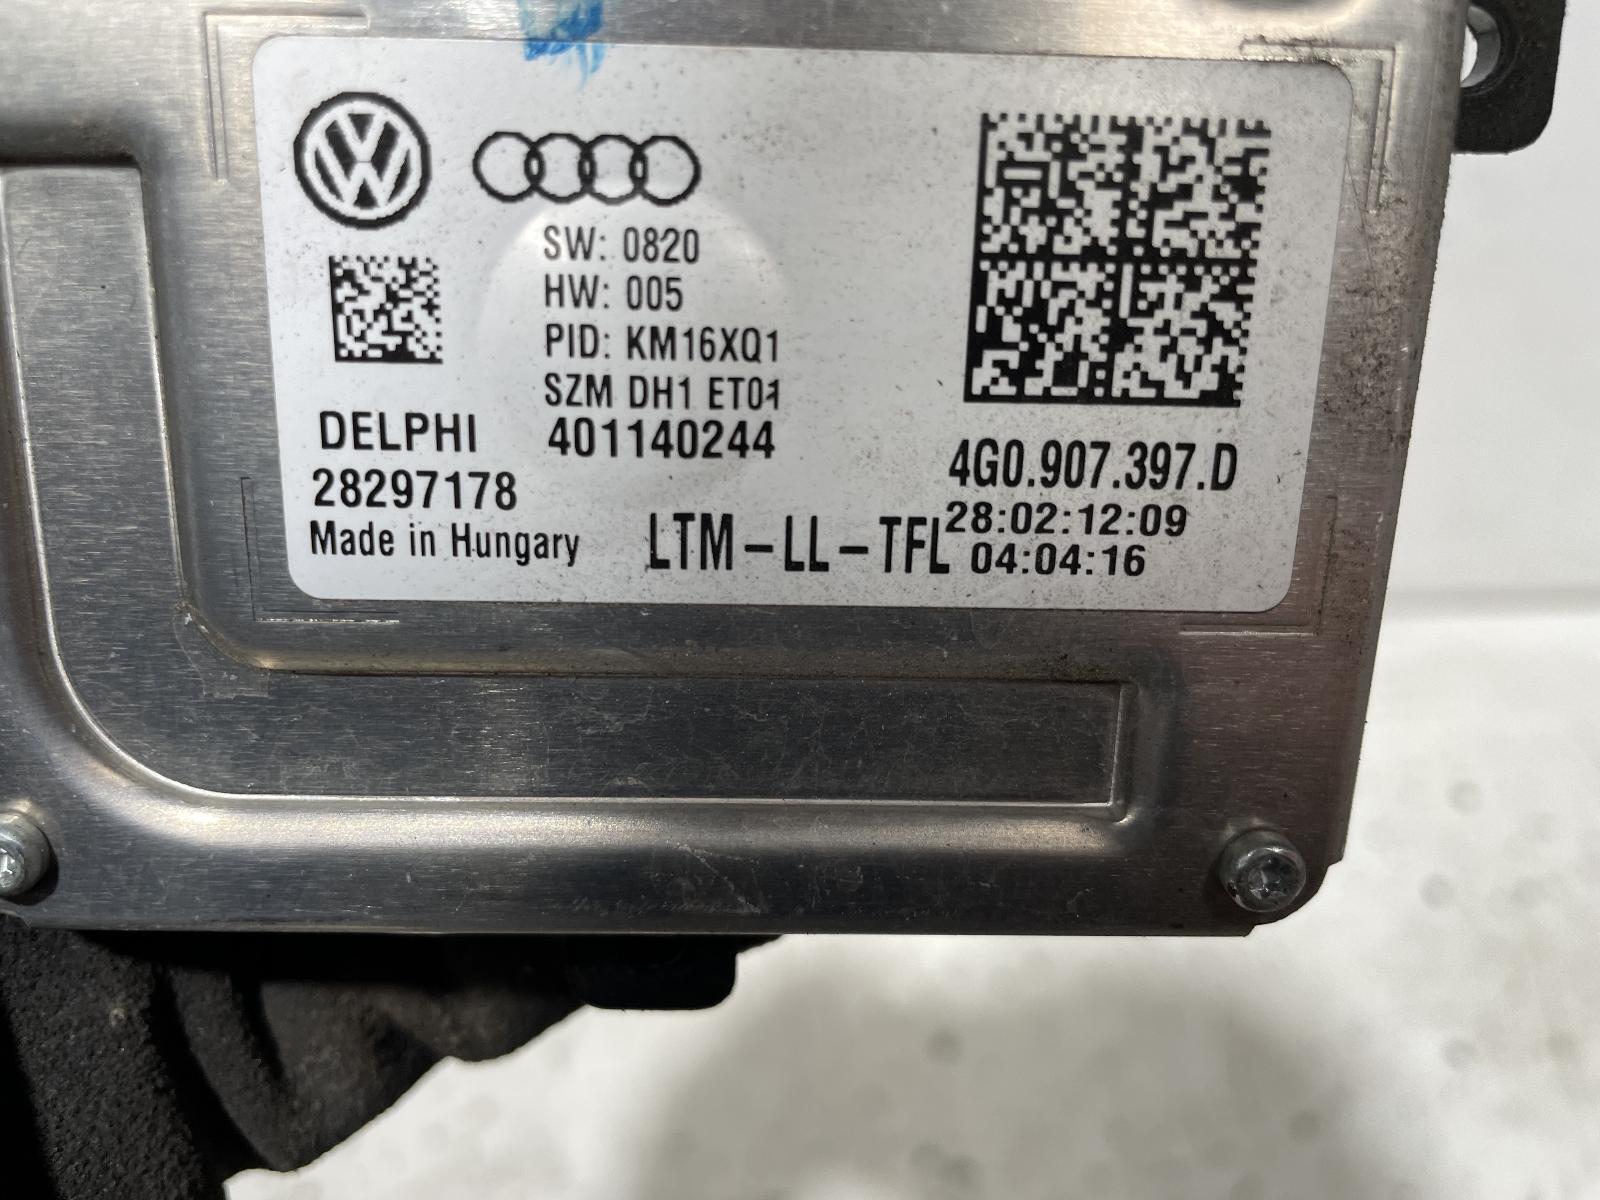 SW: 0820
HW: 005
PID: KM16XQ1
SZM DH1 ET01
DELPHI 401140244
28297178
Made in Hungary
LTM-LL-TFL
4G0.907.397.D
28:02:12:09
04:04:16